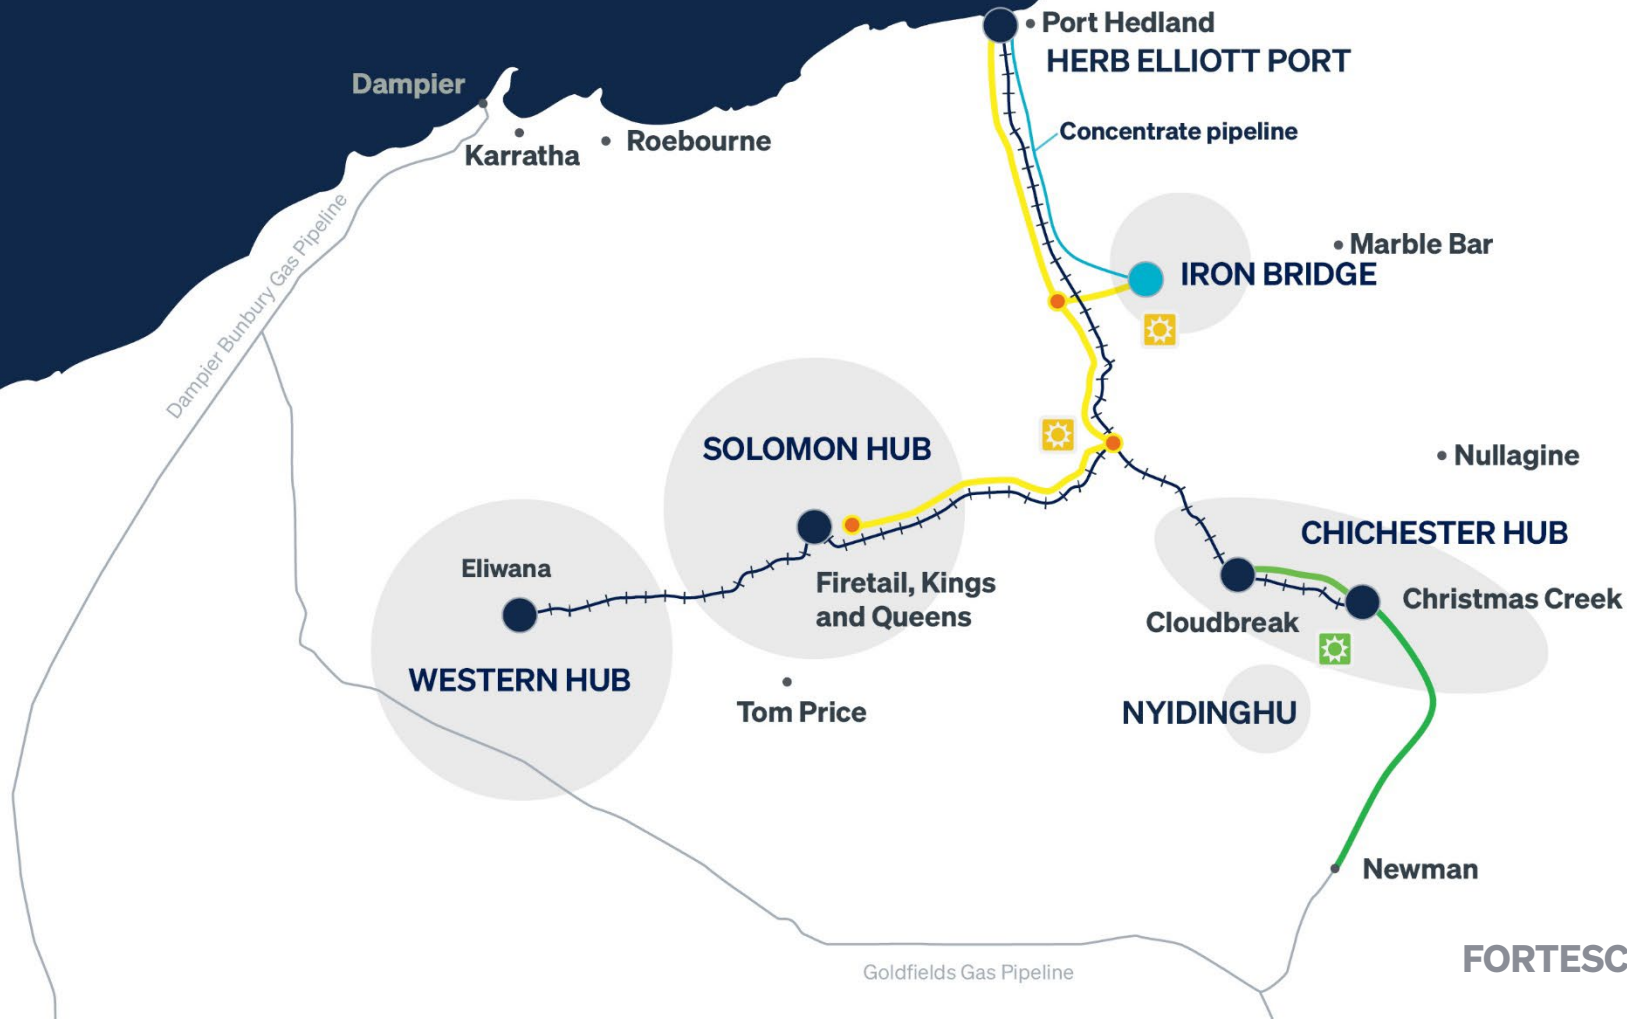 Port Hedland
HERB ELLIOTT PORT
Dampier
Concentrate pipeline
Karratha
Roebourne
Dampier Bunbury Gas Pipeline
Marble Bar
IRON BRIDGE
SOLOMON HUB
Nullagine
CHICHESTER HUB
Eliwana
Firetail, Kings
and Queens
Christmas Creek
Cloudbreak
WESTERN HUB
Tom Price
NYIDINGHU
Newman
Goldfields Gas Pipeline
FORTESC